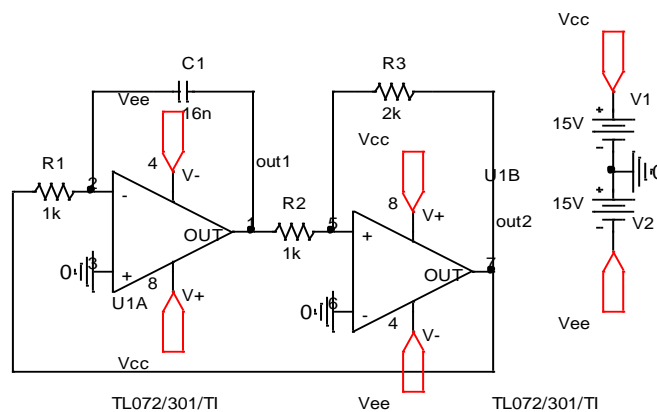 Vcc
C1
R3
Vee
16n
2k
+
V1
15V
-
Vcc
4
V-
out1
U1B
0
R1
2
-
8
V+
+
15V
-
V2
1k
1
R2
5
+
out2
OUT
1k
OUT
7
0
3
+
8
U1A
V+
0
6
-
4
V-
Vee
Vcc
Vee
TL072/301/TI
TL072/301/TI